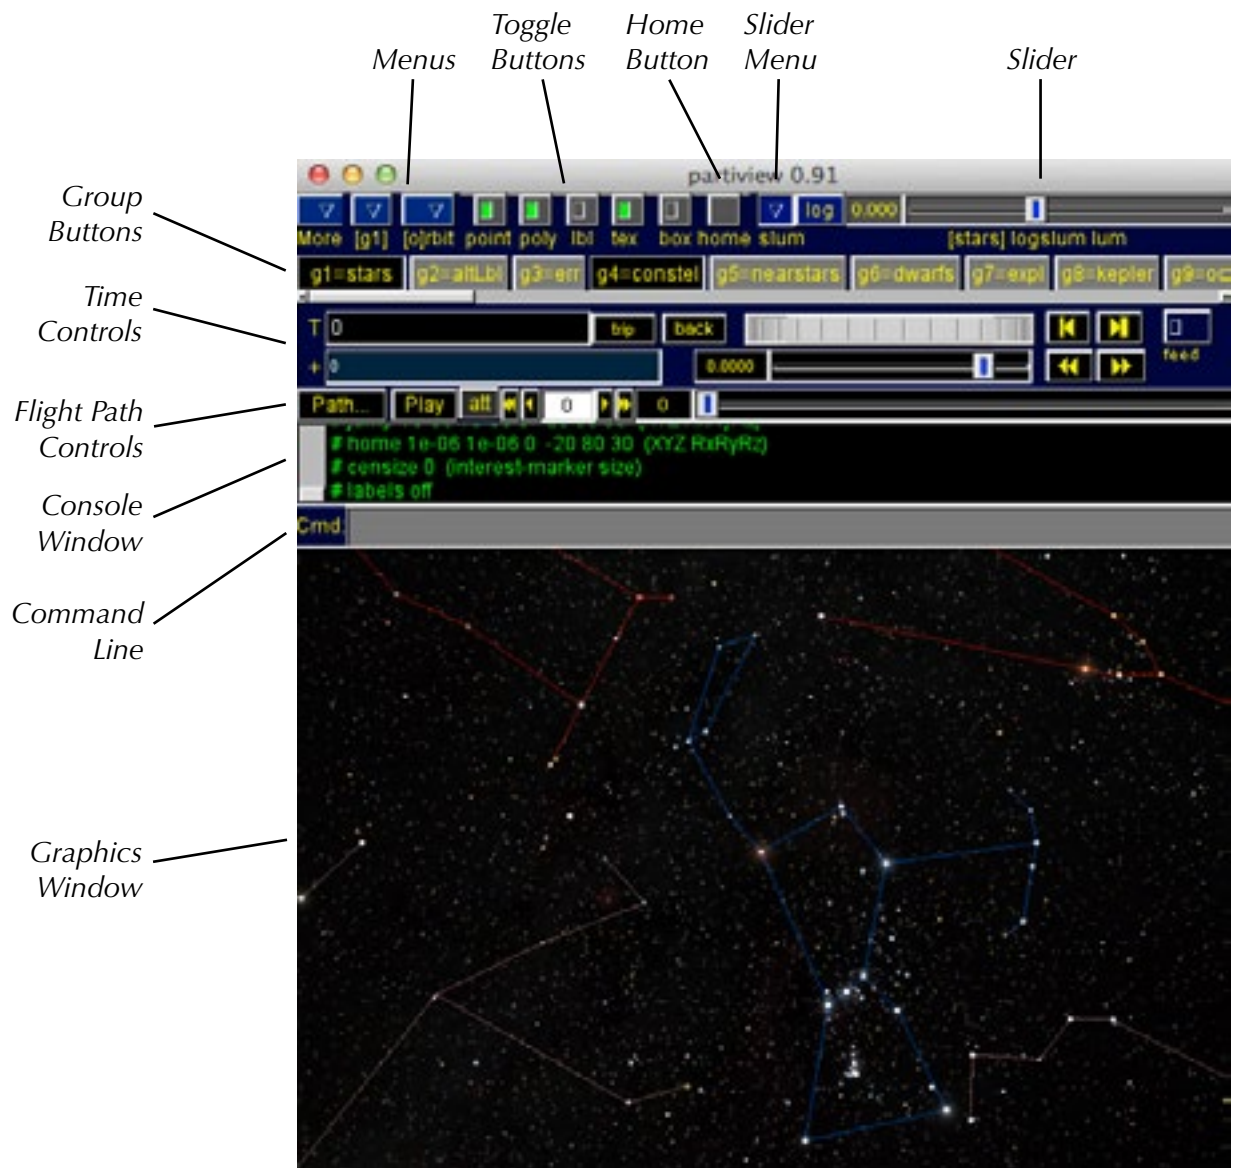 Toggle Buttons
Home Button
Slider Menu
Menus
Slider
partiview 0.91
log 0.000
More [g1] [o]rbit point poly lbl tex box home slum [stars] logslum lum
Group Buttons
g1=stars g2=altLbl g3=err g4=constel g5=nearstars g6=dwarfs g7=expl g8=kepler
Time Controls
T 0 trip back
feed
+ 0 0.0000
Flight Path Controls
Path... Play att 0 0
# home 1e-06 1e-06 0 -20 80 30 (XYZ RxRyRz)
# censize 0 (interest-marker size)
# labels off
Console Window
Cmd:
Command Line
Graphics Window